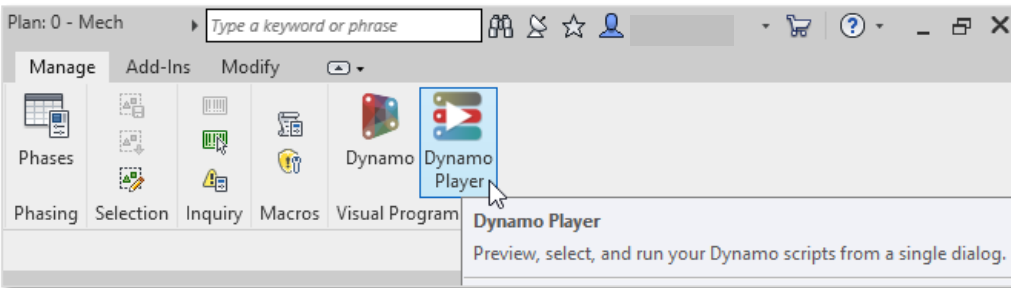 Plan: 0 - Mech
Type a keyword or phrase
Manage Add-Ins Modify
Phases
Dynamo
Dynamo
Player
Phasing Selection Inquiry Macros Visual Program
Dynamo Player
Preview, select, and run your Dynamo scripts from a single dialog.